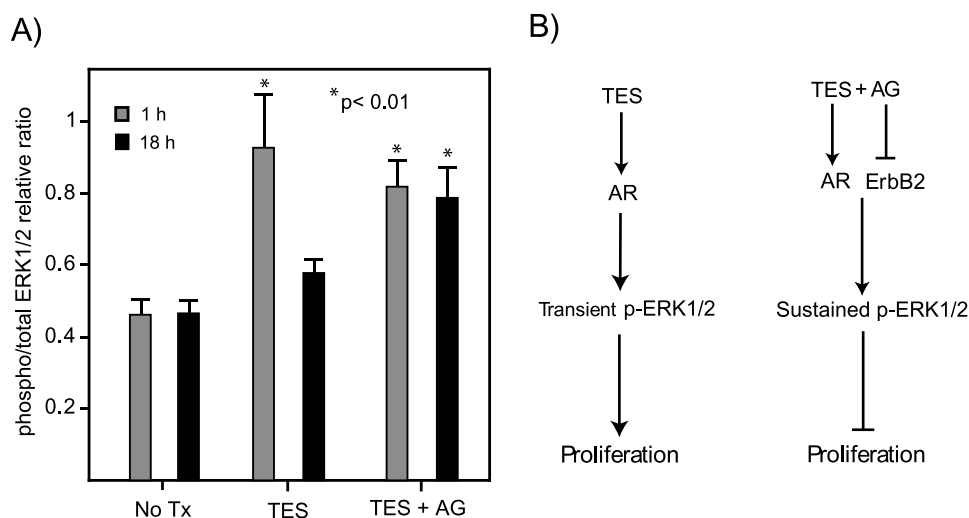 A)
phospho/total ERK1/2 relative ratio
1
0.8
0.6
0.4
0.2
1 h
18 h
*
*p< 0.01
*
*
No Tx
TES
TES + AG
B)
TES
AR
Transient p-ERK1/2
Proliferation
TES + AG
AR ErbB2
Sustained p-ERK1/2
Proliferation